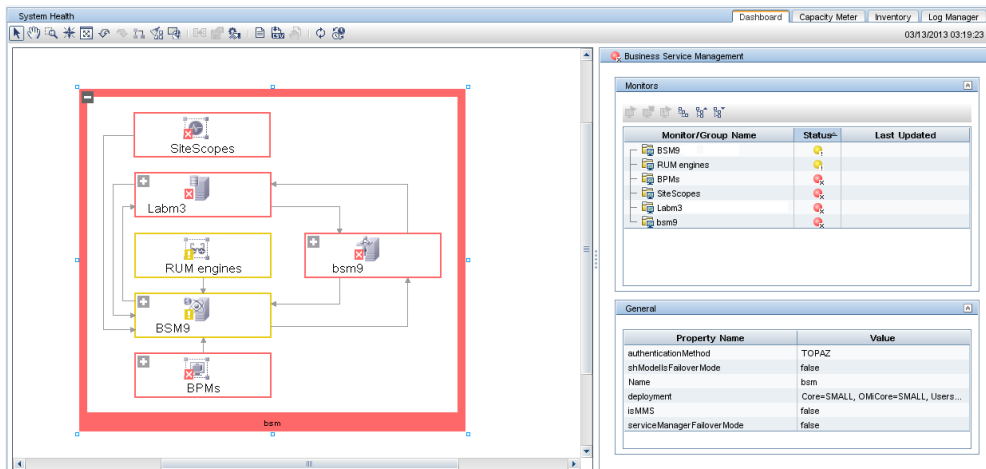 System Health
Dashboard Capacity Meter Inventory Log Manager
03/13/2013 03:19:23
SiteScopes
Labm3
RUM engines
bsm9
BSM9
BPMs
bsm
Business Service Management
Monitors
Monitor/Group Name Status Last Updated
BSM9
RUM engines
BPMs
SiteScopes
Labm3
bsm9
General
Property Name Value
authenticationMethod TOPAZ
shModelIsFailoverMode false
Name bsm
deployment Core=SMALL, OMiCore=SMALL, Users...
isMMS false
serviceManagerFailoverMode false